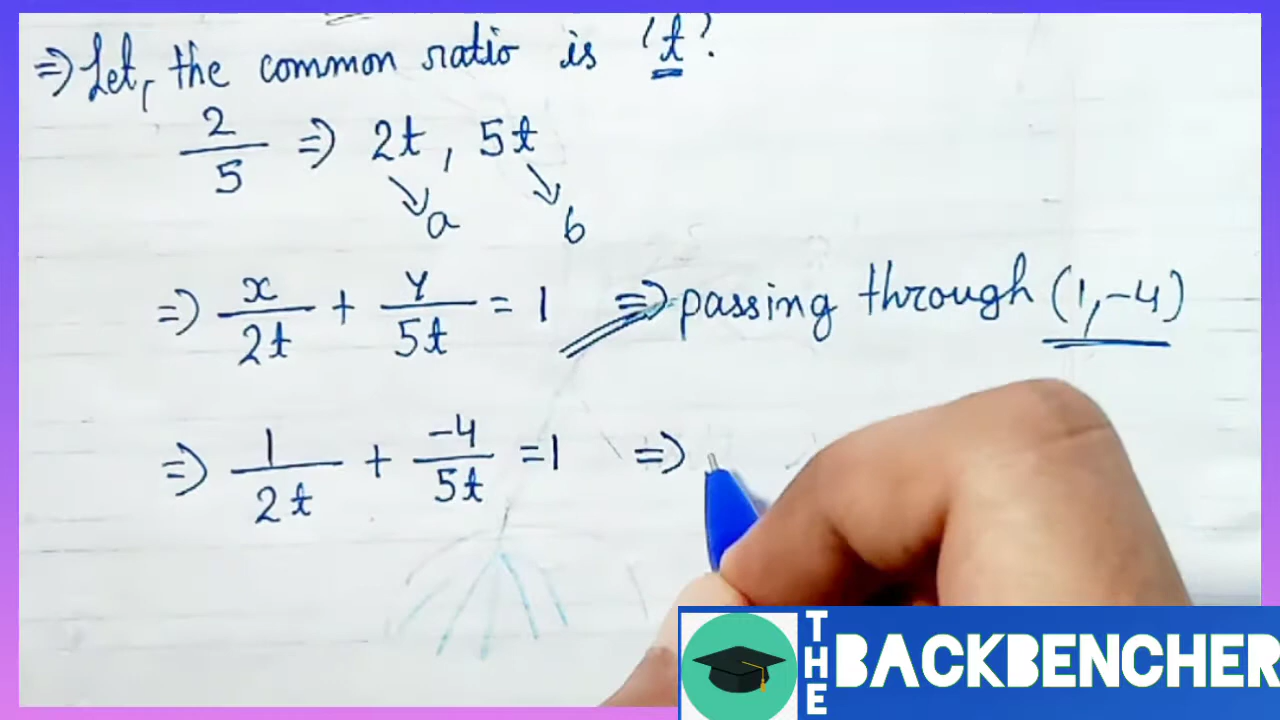 ⇒ Let, the common ratio is 't'.
2/5 ⇒ 2t, 5t
a b
⇒ x/2t + y/5t = 1 ⇒ passing through (1,-4)
⇒ 1/2t + -4/5t = 1 ⇒
THE BACKBENCHER